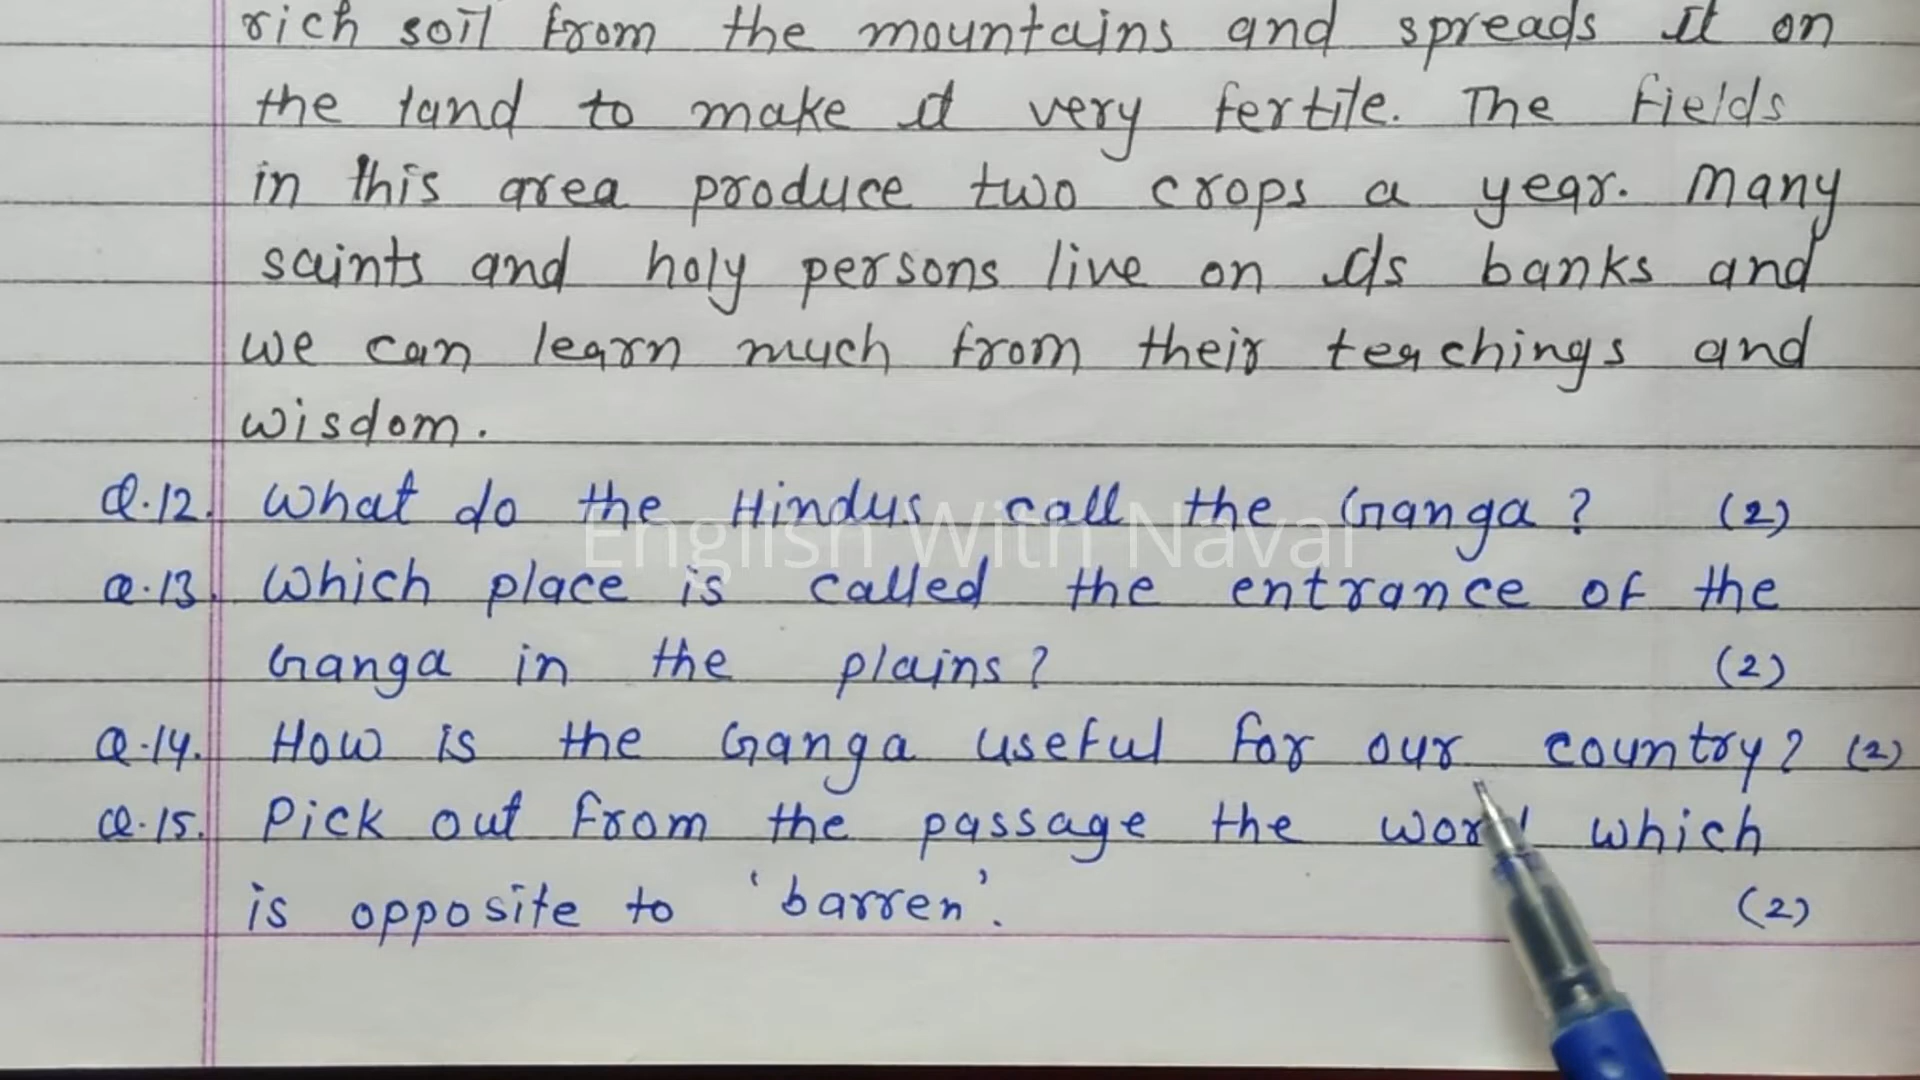 rich soil from the mountains and spreads it on
the land to make it very fertile. The fields
in this area produce two crops a year. Many
saints and holy persons live on its banks and
we can learn much from their teachings and
wisdom.
Q.12. What do the Hindus call the Ganga? (2)
English With Naval
Q.13. Which place is called the entrance of the
Ganga in the plains? (2)
Q.14. How is the Ganga useful for our country? (2)
Q.15. Pick out from the passage the word which
is opposite to 'barren'. (2)